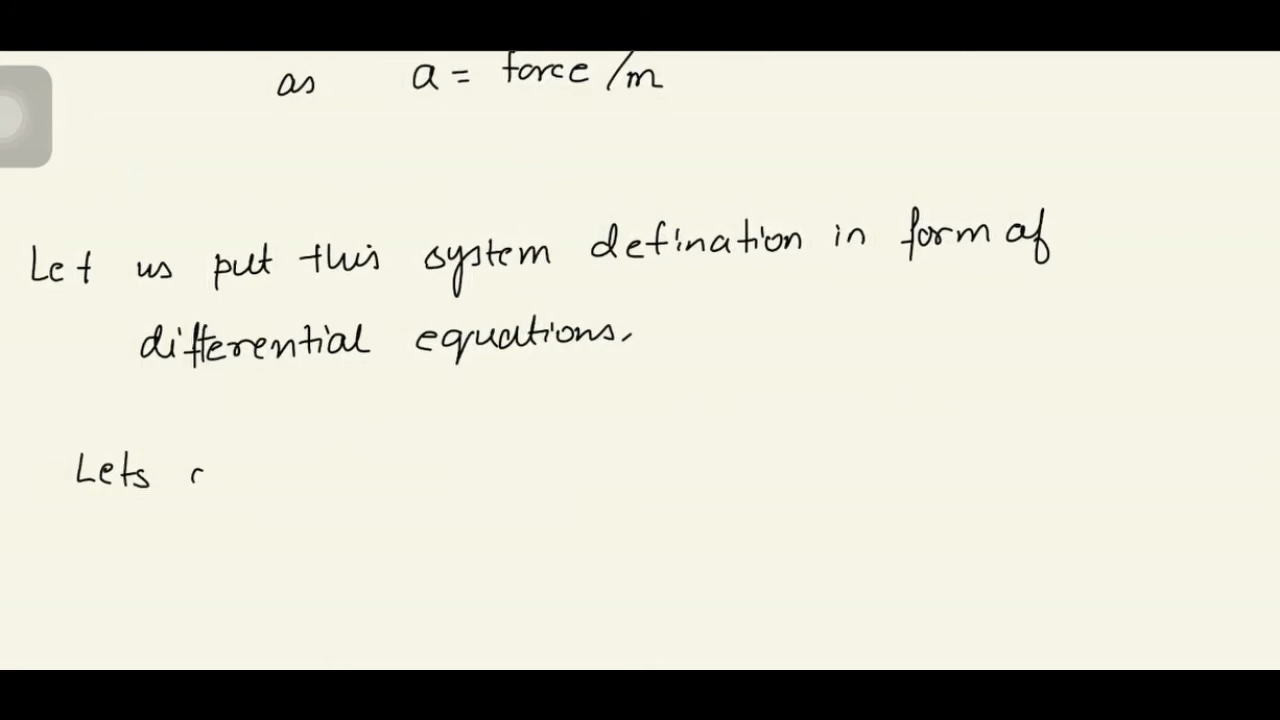 as a = force /m
Let us put this system defination in form of
differential equations.
Lets